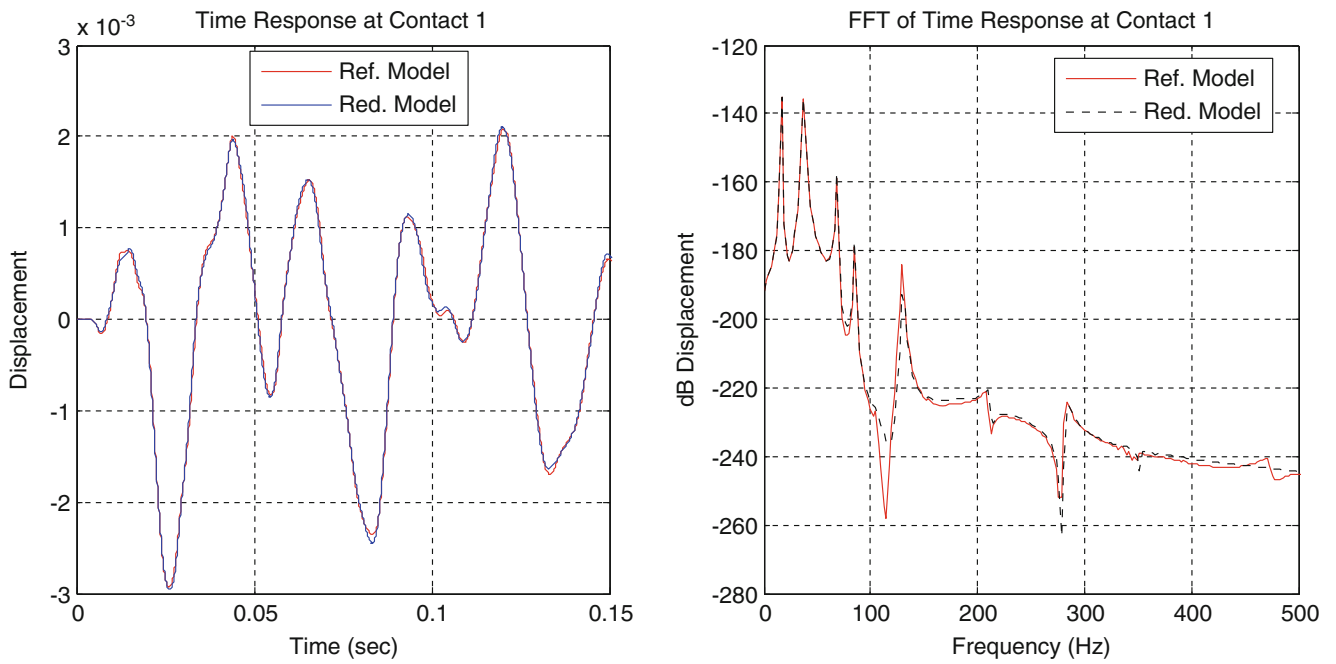 Time Response at Contact 1
x 10^-3
3
2
1
0
-1
-2
-3
Displacement
0
0.05
0.1
0.15
Time (sec)
Ref. Model
Red. Model
FFT of Time Response at Contact 1
-120
-140
-160
-180
-200
-220
-240
-260
-280
dB Displacement
0
100
200
300
400
500
Frequency (Hz)
Ref. Model
Red. Model